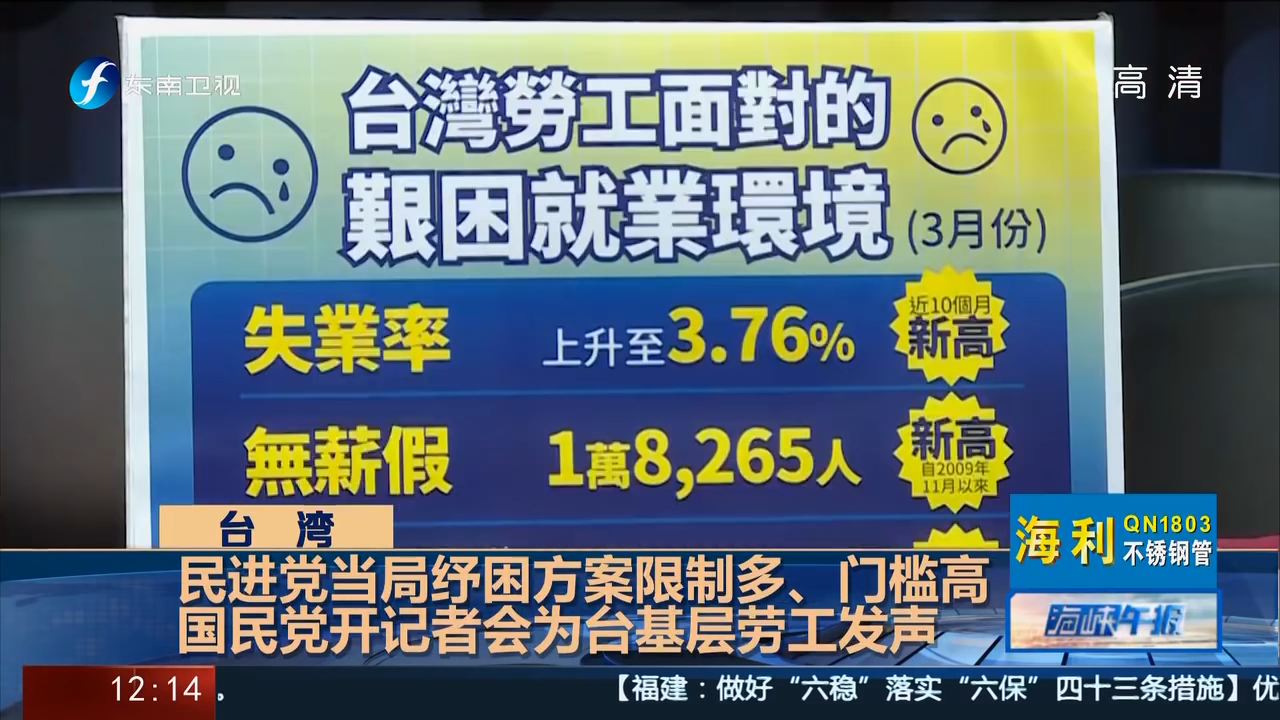 东南卫视
高清
台灣勞工面對的
艱困就業環境(3月份)
失業率 上升至3.76%
近10個月
新高
無薪假 1萬8,265人
新高
自2009年
11月以來
台湾
民进党当局纾困方案限制多、门槛高
国民党开记者会为台基层劳工发声
海利 QN1803
不锈钢管
海峡午报
12:14
。 【福建：做好“六稳”落实“六保”四十三条措施】优